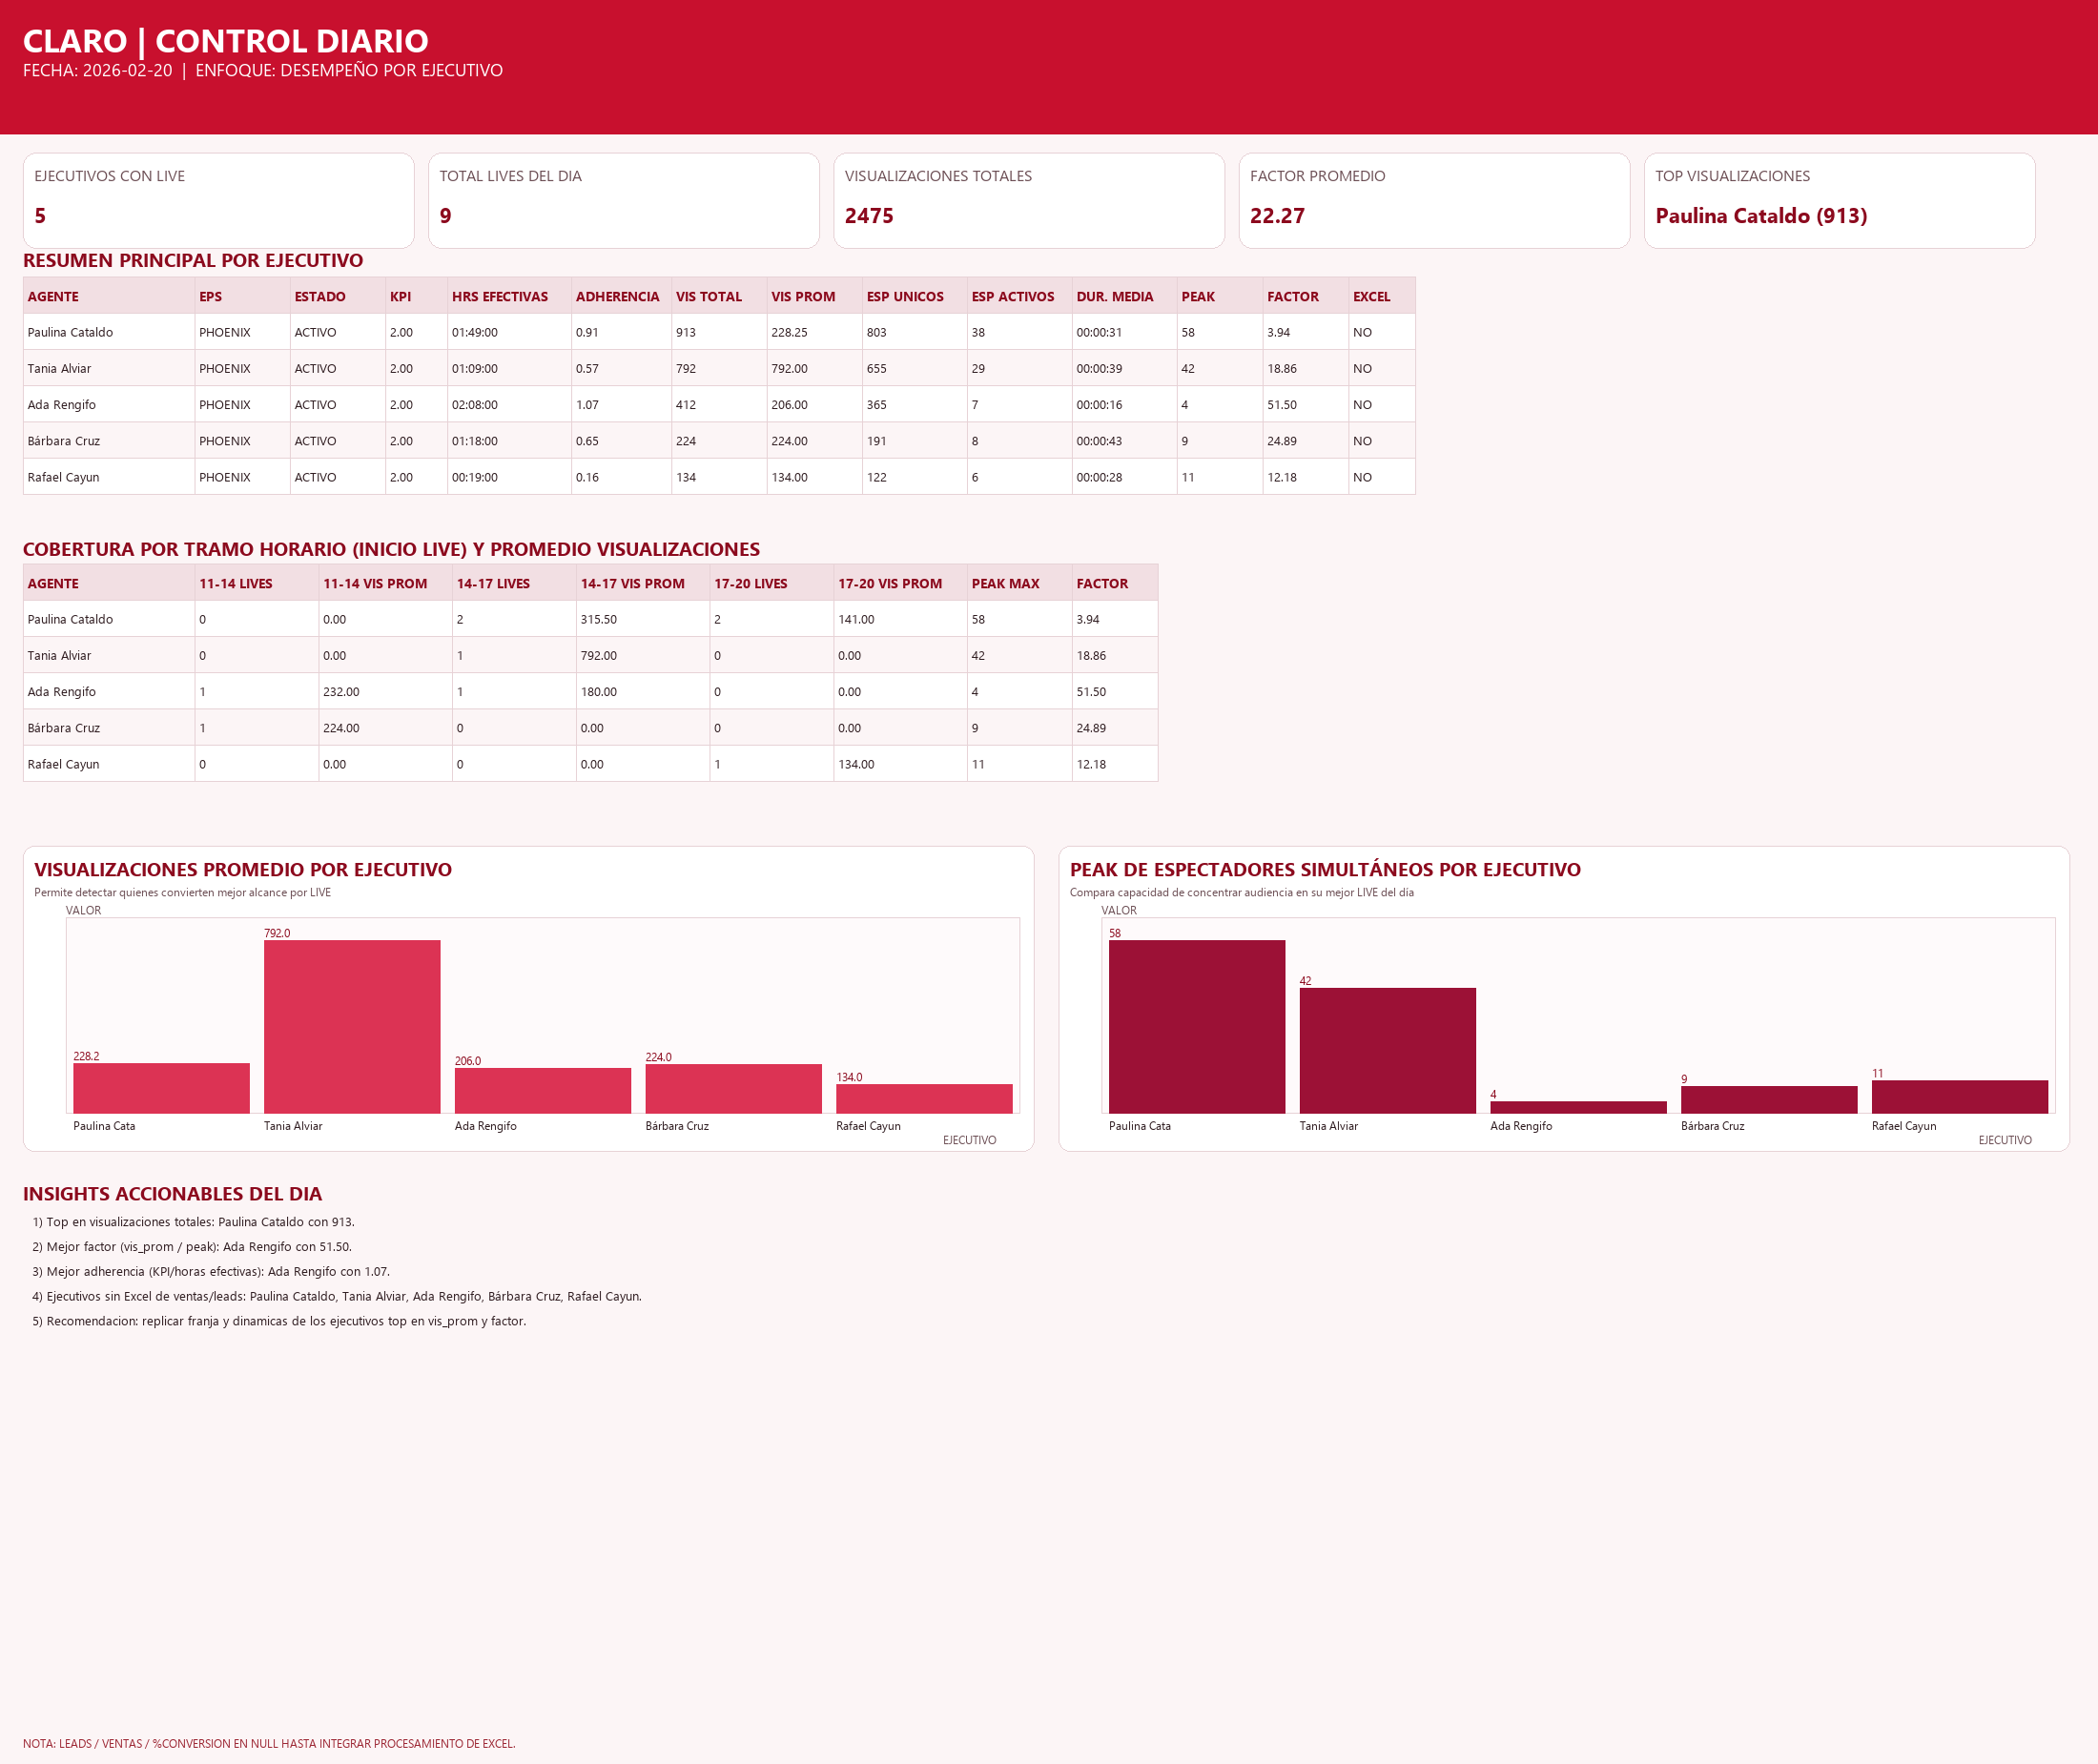 CLARO | CONTROL DIARIO
FECHA: 2026-02-20 | ENFOQUE: DESEMPEÑO POR EJECUTIVO
EJECUTIVOS CON LIVE
5
TOTAL LIVES DEL DIA
9
VISUALIZACIONES TOTALES
2475
FACTOR PROMEDIO
22.27
TOP VISUALIZACIONES
Paulina Cataldo (913)
RESUMEN PRINCIPAL POR EJECUTIVO
AGENTE EPS ESTADO KPI HRS EFECTIVAS ADHERENCIA VIS TOTAL VIS PROM ESP UNICOS ESP ACTIVOS DUR. MEDIA PEAK FACTOR EXCEL
Paulina Cataldo PHOENIX ACTIVO 2.00 01:49:00 0.91 913 228.25 803 38 00:00:31 58 3.94 NO
Tania Alviar PHOENIX ACTIVO 2.00 01:09:00 0.57 792 792.00 655 29 00:00:39 42 18.86 NO
Ada Rengifo PHOENIX ACTIVO 2.00 02:08:00 1.07 412 206.00 365 7 00:00:16 4 51.50 NO
Bárbara Cruz PHOENIX ACTIVO 2.00 01:18:00 0.65 224 224.00 191 8 00:00:43 9 24.89 NO
Rafael Cayun PHOENIX ACTIVO 2.00 00:19:00 0.16 134 134.00 122 6 00:00:28 11 12.18 NO
COBERTURA POR TRAMO HORARIO (INICIO LIVE) Y PROMEDIO VISUALIZACIONES
AGENTE 11-14 LIVES 11-14 VIS PROM 14-17 LIVES 14-17 VIS PROM 17-20 LIVES 17-20 VIS PROM PEAK MAX FACTOR
Paulina Cataldo 0 0.00 2 315.50 2 141.00 58 3.94
Tania Alviar 0 0.00 1 792.00 0 0.00 42 18.86
Ada Rengifo 1 232.00 1 180.00 0 0.00 4 51.50
Bárbara Cruz 1 224.00 0 0.00 0 0.00 9 24.89
Rafael Cayun 0 0.00 0 0.00 1 134.00 11 12.18
VISUALIZACIONES PROMEDIO POR EJECUTIVO
Permite detectar quienes convierten mejor alcance por LIVE
VALOR
228.2 792.0 206.0 224.0 134.0
Paulina Cata Tania Alviar Ada Rengifo Bárbara Cruz Rafael Cayun
EJECUTIVO
PEAK DE ESPECTADORES SIMULTÁNEOS POR EJECUTIVO
Compara capacidad de concentrar audiencia en su mejor LIVE del día
VALOR
58 42 4 9 11
Paulina Cata Tania Alviar Ada Rengifo Bárbara Cruz Rafael Cayun
EJECUTIVO
INSIGHTS ACCIONABLES DEL DIA
1) Top en visualizaciones totales: Paulina Cataldo con 913.
2) Mejor factor (vis_prom / peak): Ada Rengifo con 51.50.
3) Mejor adherencia (KPI/horas efectivas): Ada Rengifo con 1.07.
4) Ejecutivos sin Excel de ventas/leads: Paulina Cataldo, Tania Alviar, Ada Rengifo, Bárbara Cruz, Rafael Cayun.
5) Recomendacion: replicar franja y dinamicas de los ejecutivos top en vis_prom y factor.
NOTA: LEADS / VENTAS / %CONVERSION EN NULL HASTA INTEGRAR PROCESAMIENTO DE EXCEL.